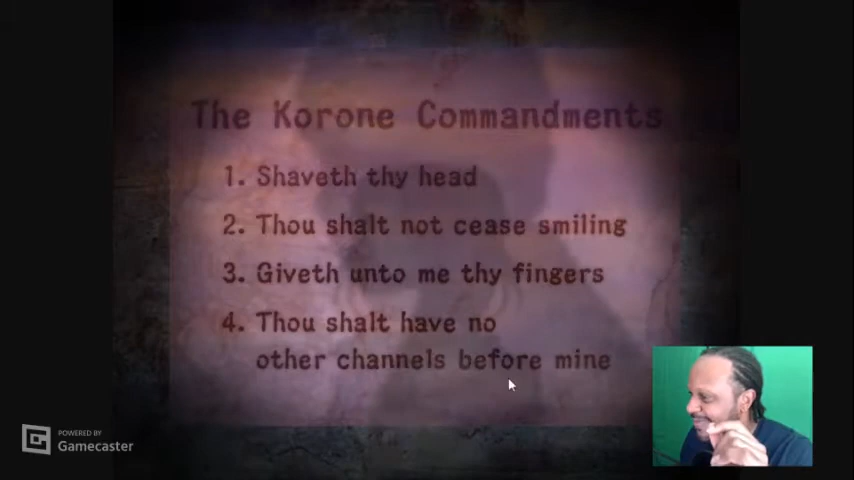 The Korone Commandments
1. Shaveth thy head
2. Thou shalt not cease smiling
3. Giveth unto me thy fingers
4. Thou shalt have no
other channels before mine
POWERED BY
Gamecaster